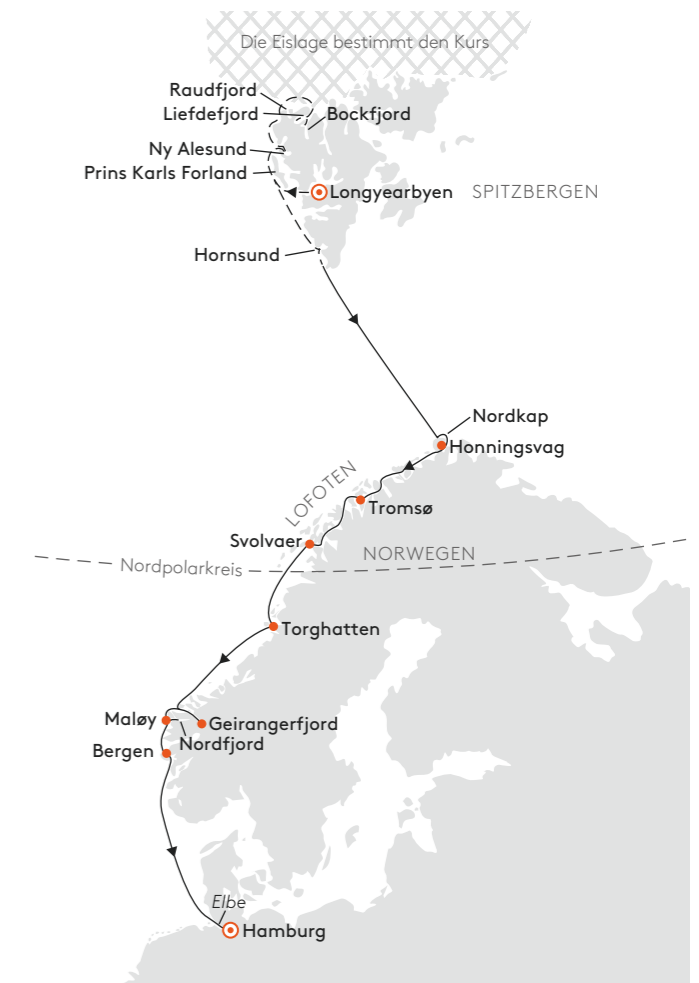 Die Eislage bestimmt den Kurs
Raudfjord
Liefdefjord
Bockfjord
Ny Alesund
Prins Karls Forland
Longyearbyen
SPITZBERGEN
Hornsund
Nordkap
Honningsvag
LOFOTEN
Tromsø
Svolvaer
NORWEGEN
Nordpolarkreis
Torghatten
Maløy
Geirangerfjord
Nordfjord
Bergen
Elbe
Hamburg